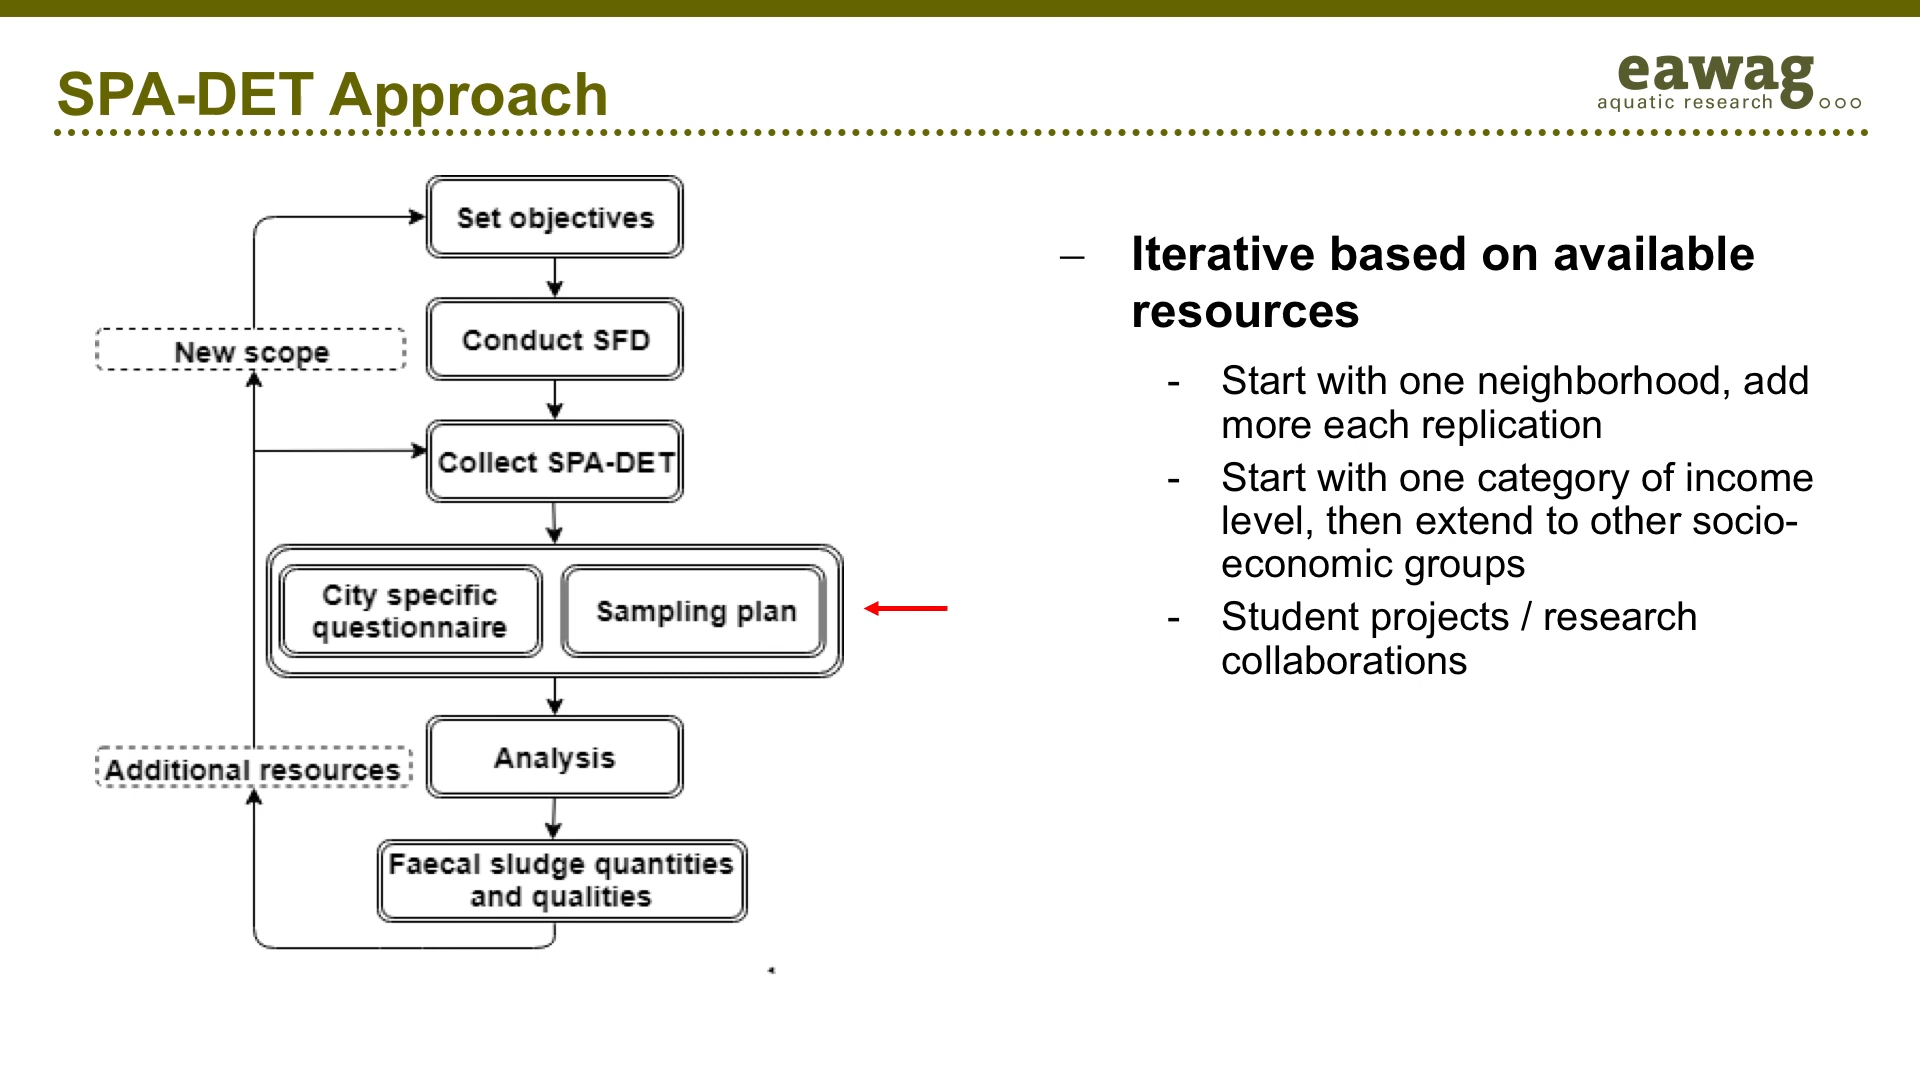 SPA-DET Approach
eawag
aquatic research
Set objectives
Conduct SFD
New scope
Collect SPA-DET
City specific
questionnaire
Sampling plan
Analysis
Additional resources
Faecal sludge quantities
and qualities
– Iterative based on available
resources
- Start with one neighborhood, add
more each replication
- Start with one category of income
level, then extend to other socio-
economic groups
- Student projects / research
collaborations